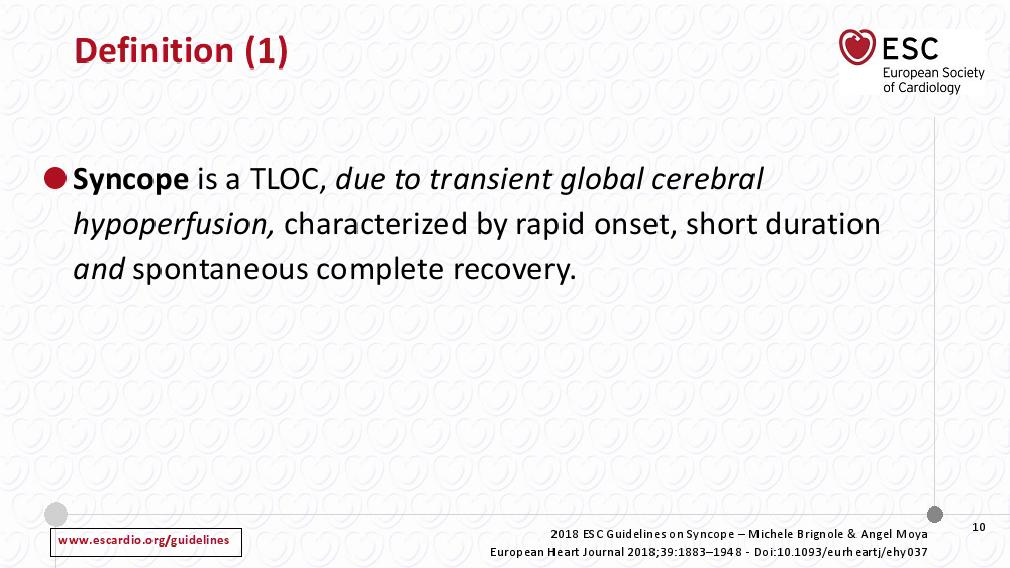 Definition (1)
ESC
European Society
of Cardiology
Syncope is a TLOC, due to transient global cerebral
hypoperfusion, characterized by rapid onset, short duration
and spontaneous complete recovery.
www.escardio.org/guidelines
2018 ESC Guidelines on Syncope – Michele Brignole & Angel Moya
European Heart Journal 2018;39:1883–1948 - Doi:10.1093/eurheartj/ehy037
10